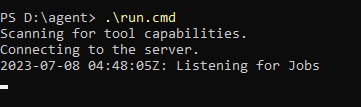 PS D:\agent> .\run.cmd
Scanning for tool capabilities.
Connecting to the server.
2023-07-08 04:48:05Z: Listening for Jobs